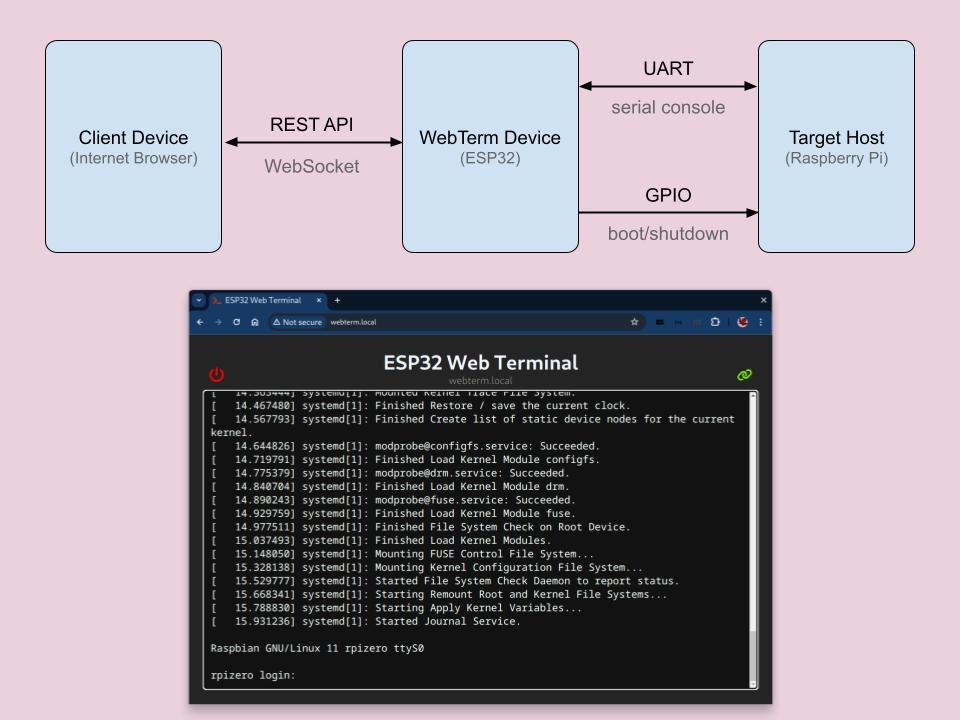 Client Device
(Internet Browser)
REST API
WebSocket
WebTerm Device
(ESP32)
UART
serial console
GPIO
boot/shutdown
Target Host
(Raspberry Pi)
ESP32 Web Terminal
Not secure webterm.local
ESP32 Web Terminal
webterm.local
[   14.363444] systemd[1]: Mounted Kernel Trace File System.
[   14.467480] systemd[1]: Finished Restore / save the current clock.
[   14.567793] systemd[1]: Finished Create list of static device nodes for the current
kernel.
[   14.644826] systemd[1]: modprobe@configfs.service: Succeeded.
[   14.719791] systemd[1]: Finished Load Kernel Module configfs.
[   14.775379] systemd[1]: modprobe@drm.service: Succeeded.
[   14.840704] systemd[1]: Finished Load Kernel Module drm.
[   14.890243] systemd[1]: modprobe@fuse.service: Succeeded.
[   14.929759] systemd[1]: Finished Load Kernel Module fuse.
[   14.977511] systemd[1]: Finished File System Check on Root Device.
[   15.037493] systemd[1]: Finished Load Kernel Modules.
[   15.148050] systemd[1]: Mounting FUSE Control File System...
[   15.328138] systemd[1]: Mounting Kernel Configuration File System...
[   15.529777] systemd[1]: Started File System Check Daemon to report status.
[   15.668341] systemd[1]: Starting Remount Root and Kernel File Systems...
[   15.788830] systemd[1]: Starting Apply Kernel Variables...
[   15.931236] systemd[1]: Started Journal Service.
Raspbian GNU/Linux 11 rpizero ttyS0
rpizero login: